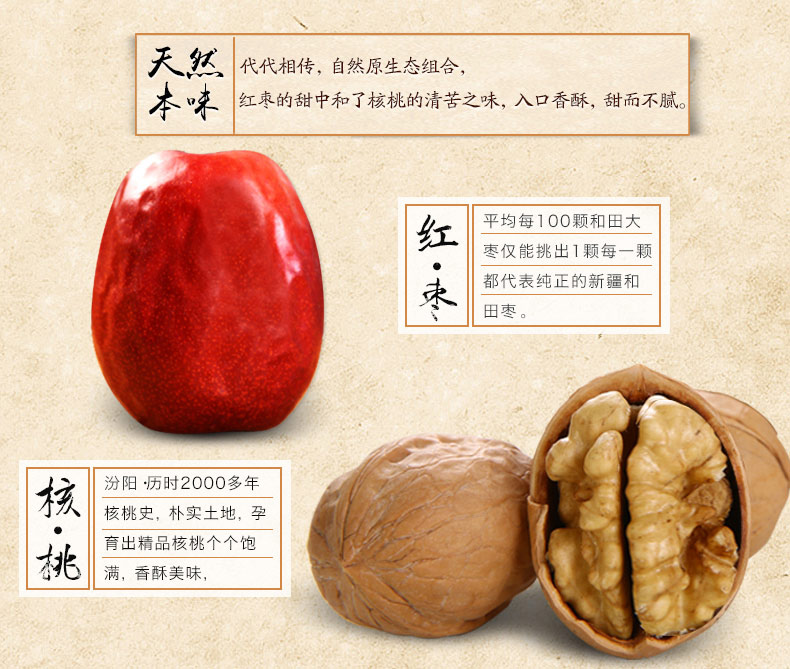 天然
本味
代代相传, 自然原生态组合,
红枣的甜中和了核桃的清苦之味, 入口香酥, 甜而不腻。
红·枣
平均每100颗和田大
枣仅能挑出1颗每一颗
都代表纯正的新疆和
田枣。
核·桃
汾阳·历时2000多年
核桃史, 朴实土地, 孕
育出精品核桃个个饱
满, 香酥美味,